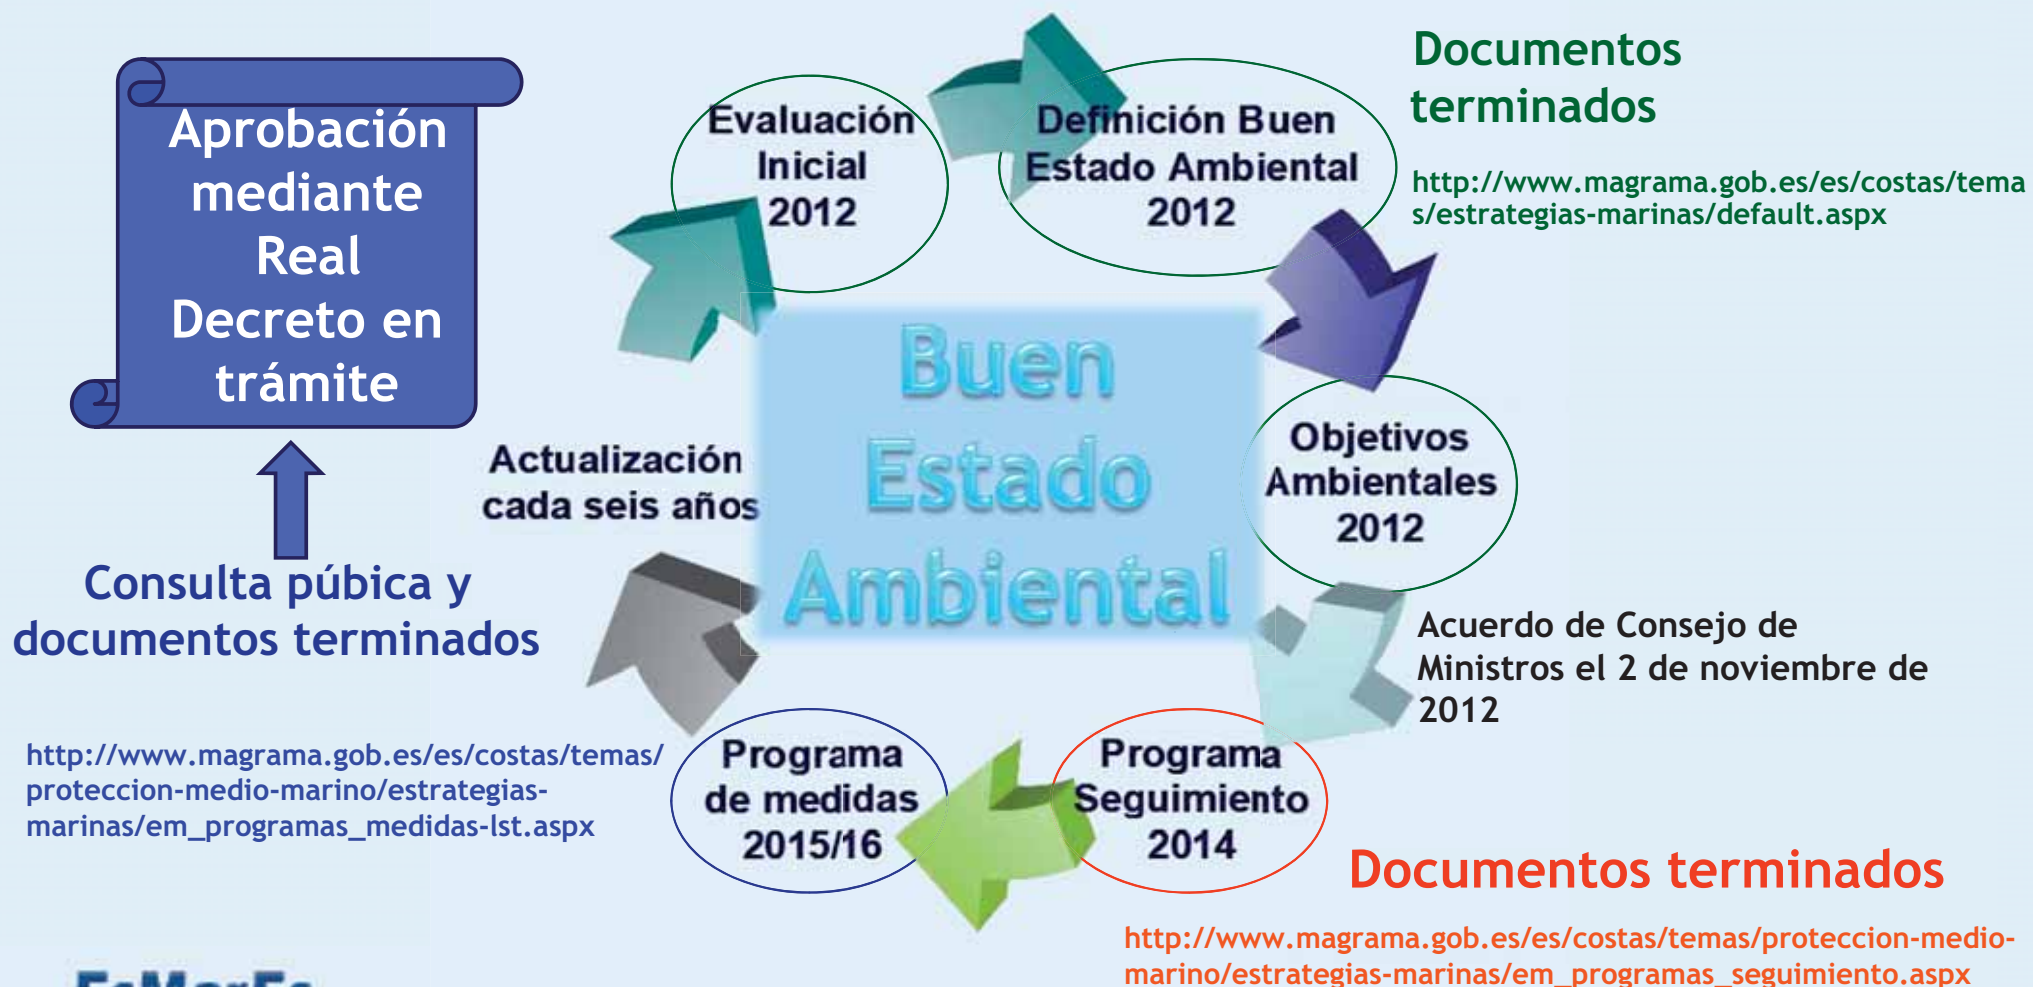 Aprobación
mediante
Real
Decreto en
trámite
Consulta púbica y
documentos terminados
http://www.magrama.gob.es/es/costas/temas/
proteccion-medio-marino/estrategias-
marinas/em_programas_medidas-lst.aspx
Evaluación
Inicial
2012
Definición Buen
Estado Ambiental
2012
Documentos
terminados
http://www.magrama.gob.es/es/costas/tema
s/estrategias-marinas/default.aspx
Buen
Estado
Ambiental
Objetivos
Ambientales
2012
Acuerdo de Consejo de
Ministros el 2 de noviembre de
2012
Programa
Seguimiento
2014
Documentos terminados
http://www.magrama.gob.es/es/costas/temas/proteccion-medio-
marino/estrategias-marinas/em_programas_seguimiento.aspx
Programa
de medidas
2015/16
Actualización
cada seis años
EsMarEs